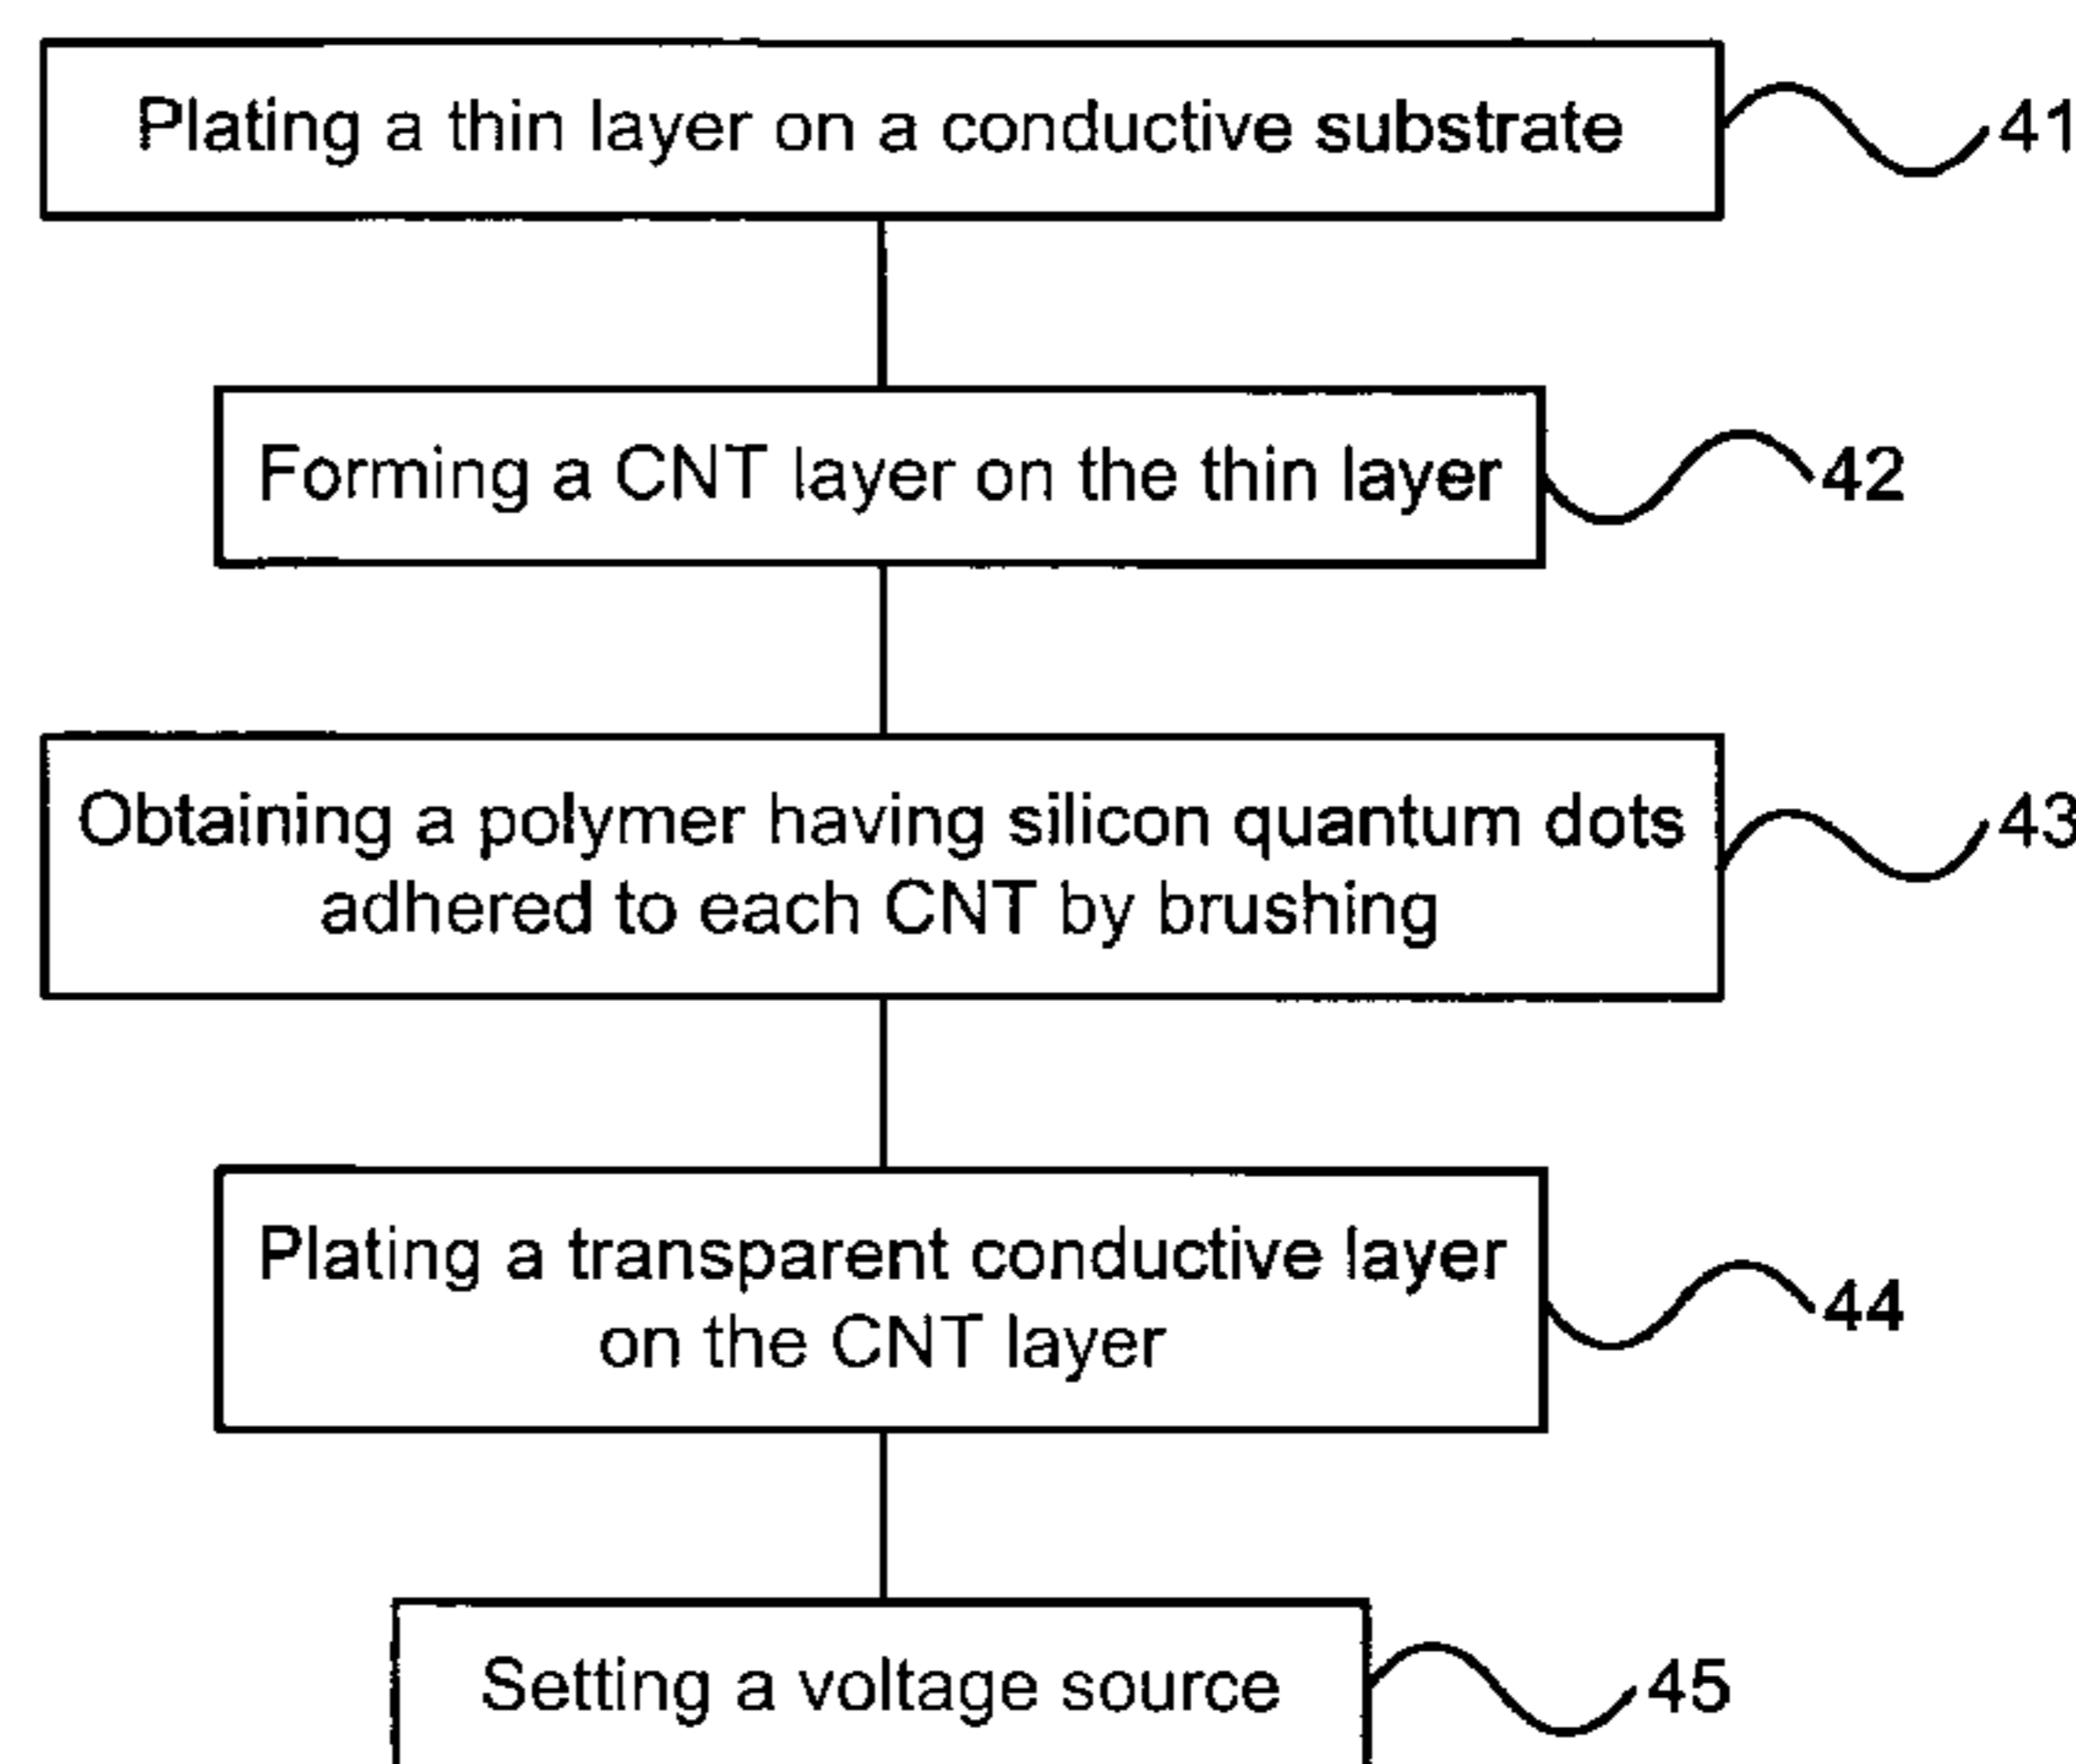 Plating a thin layer on a conductive substrate
41
Forming a CNT layer on the thin layer
42
Obtaining a polymer having silicon quantum dots
adhered to each CNT by brushing
43
Plating a transparent conductive layer
on the CNT layer
44
Setting a voltage source
45